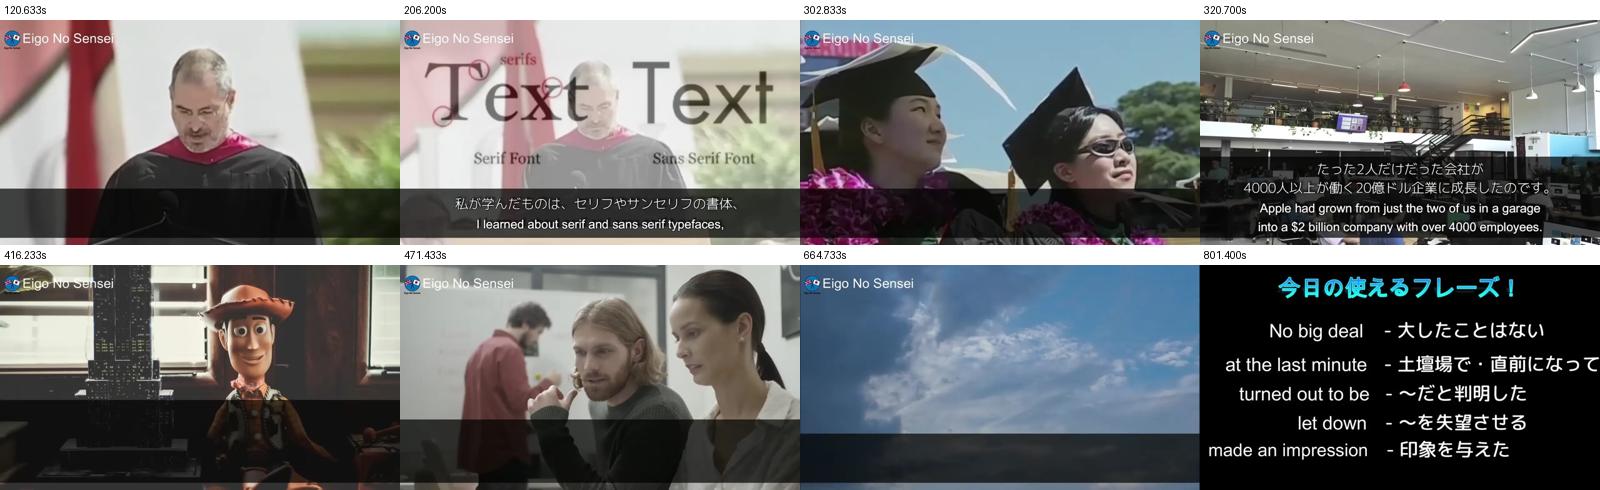 120.633s
Eigo No Sensei
206.200s
Eigo No Sensei
serifs
Text Text
Serif Font
Sans Serif Font
私が学んだものは、セリフやサンセリフの書体、
I learned about serif and sans serif typefaces,
302.833s
Eigo No Sensei
320.700s
Eigo No Sensei
たった2人だけだった会社が
4000人以上が働く20億ドル企業に成長したのです。
Apple had grown from just the two of us in a garage
into a $2 billion company with over 4000 employees.
416.233s
Eigo No Sensei
471.433s
Eigo No Sensei
664.733s
Eigo No Sensei
801.400s
今日の使えるフレーズ！
No big deal - 大したことはない
at the last minute - 土壇場で・直前になって
turned out to be - ～だと判明した
let down - ～を失望させる
made an impression - 印象を与えた